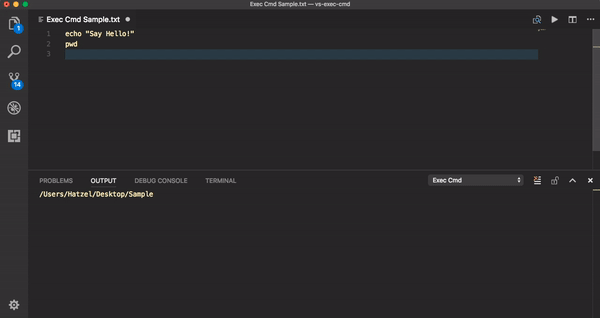 Exec Cmd Sample.txt — vs-exec-cmd
Exec Cmd Sample.txt
1
14
1 echo "Say Hello!"
2 pwd
3
PROBLEMS OUTPUT DEBUG CONSOLE TERMINAL Exec Cmd
/Users/Hatzel/Desktop/Sample